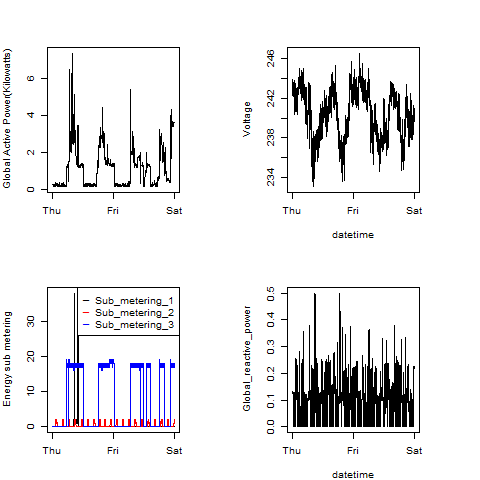 Global Active Power(Kilowatts)
6
4
2
0
Thu
Fri
Sat
Voltage
246
242
238
234
Thu
Fri
Sat
datetime
Energy sub metering
30
20
10
0
Sub_metering_1
Sub_metering_2
Sub_metering_3
Thu
Fri
Sat
Global_reactive_power
0.5
0.4
0.3
0.2
0.1
0.0
Thu
Fri
Sat
datetime